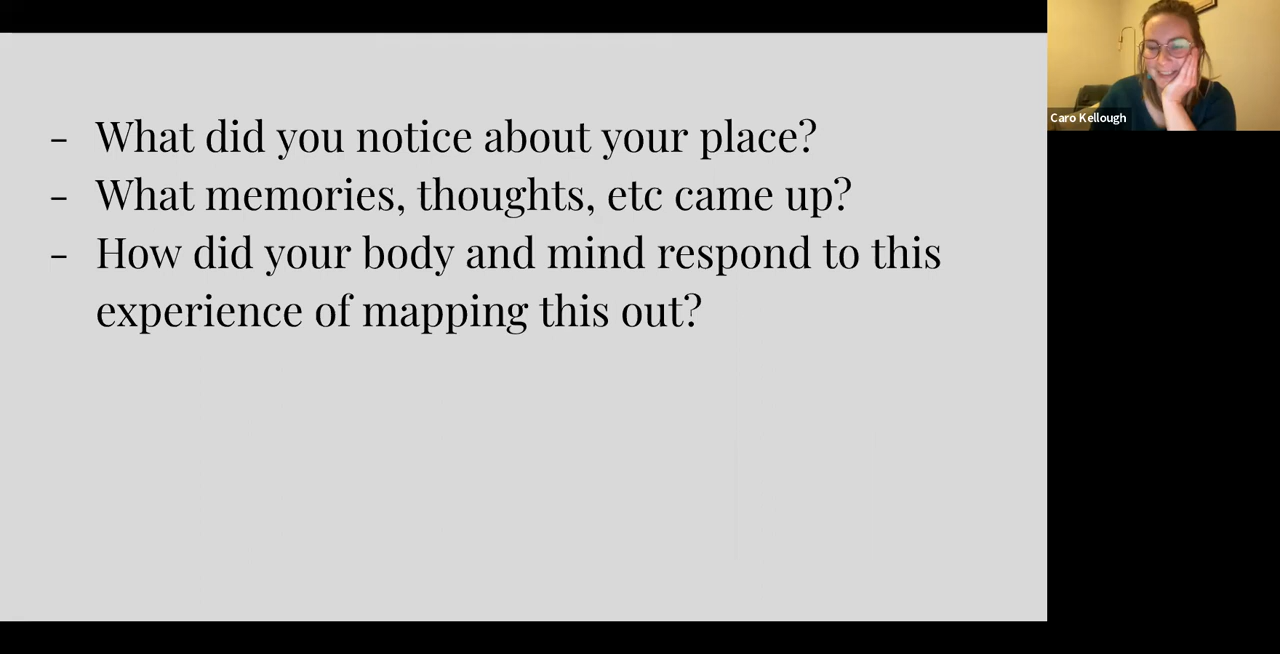 - What did you notice about your place?
- What memories, thoughts, etc came up?
- How did your body and mind respond to this
experience of mapping this out?
Caro Kellough